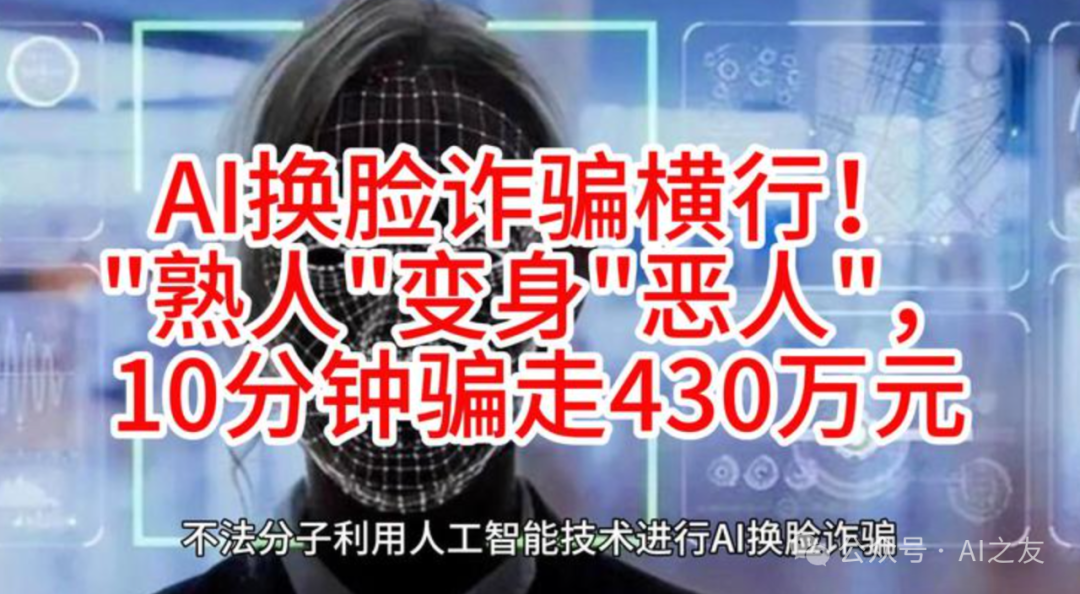 AI换脸诈骗横行！
"熟人"变身"恶人"，
10分钟骗走430万元
不法分子利用人工智能技术进行AI换脸诈骗
公众号 · AI之友